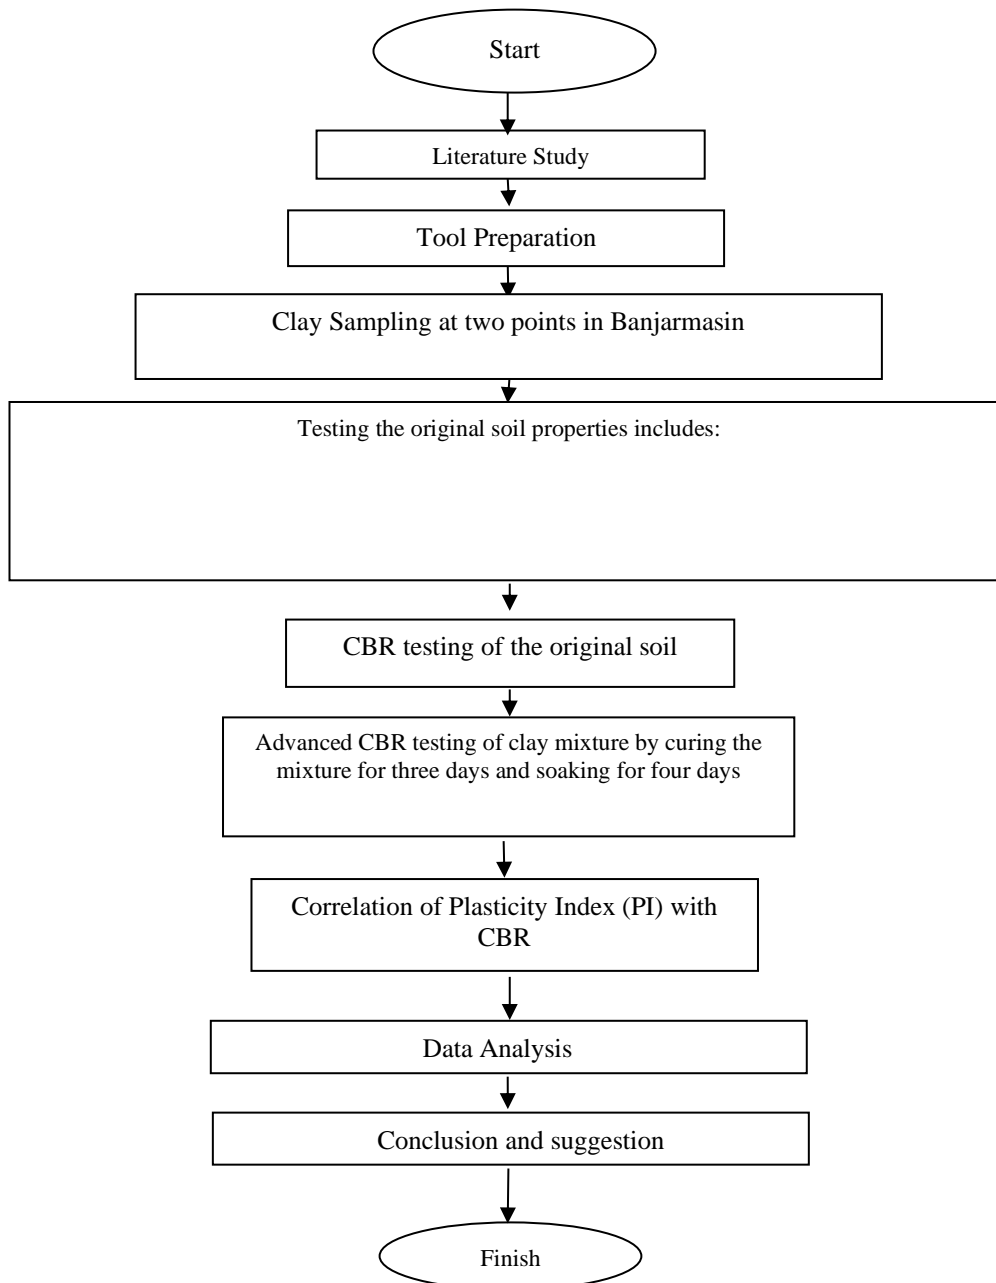 Start
Literature Study
Tool Preparation
Clay Sampling at two points in Banjarmasin
Testing the original soil properties includes:
CBR testing of the original soil
Advanced CBR testing of clay mixture by curing the
mixture for three days and soaking for four days
Correlation of Plasticity Index (PI) with
CBR
Data Analysis
Conclusion and suggestion
Finish